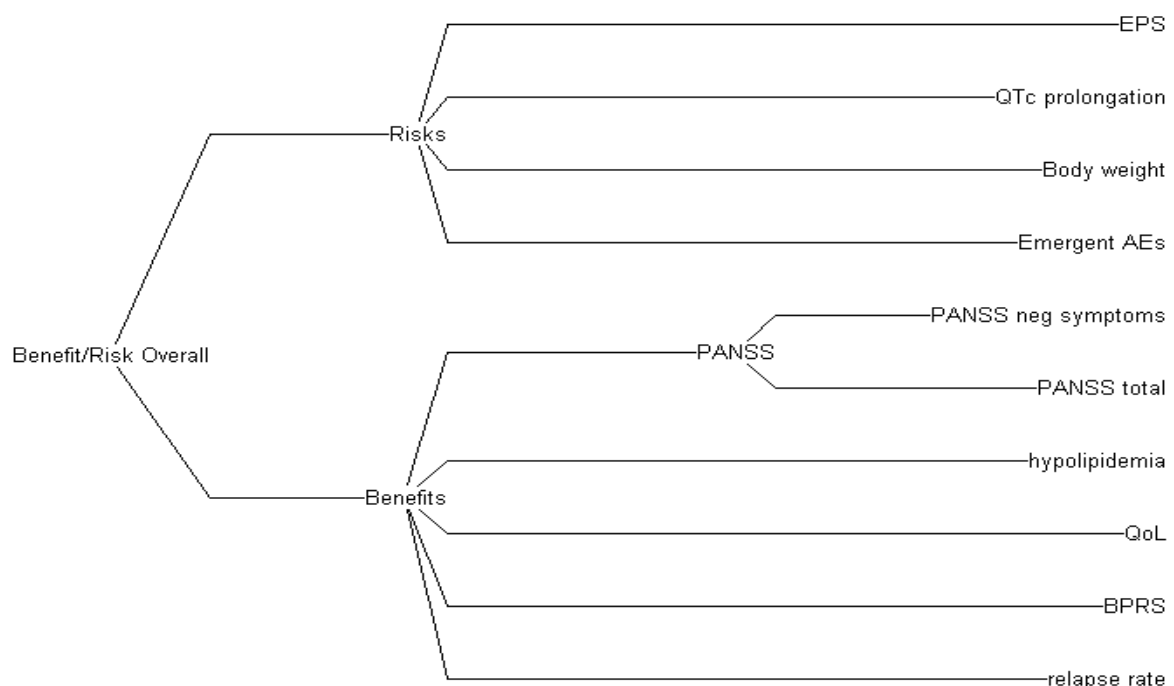 EPS
QTc prolongation
Risks
Body weight
Emergent AEs
PANSS neg symptoms
Benefit/Risk Overall
PANSS
PANSS total
hypolipidemia
Benefits
QoL
BPRS
relapse rate